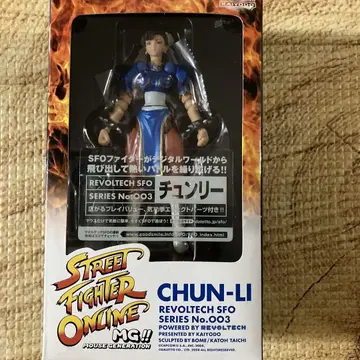 KAIYODO
SFOファイターがデジタルワールドから
飛び出して熱いバトルを繰り広げる!!
REVOLTECH SFO
SERIES No.003
チュンリー
STREET
FIGHTER
ONLINE
MG!!
MOUSE GENERATION
CHUN-LI
REVOLTECH SFO
SERIES No.003
POWERED BY REVOLTECH
PRESENTED BY KAIYODO
SCULPTED BY BOME/KATOH TAICHI